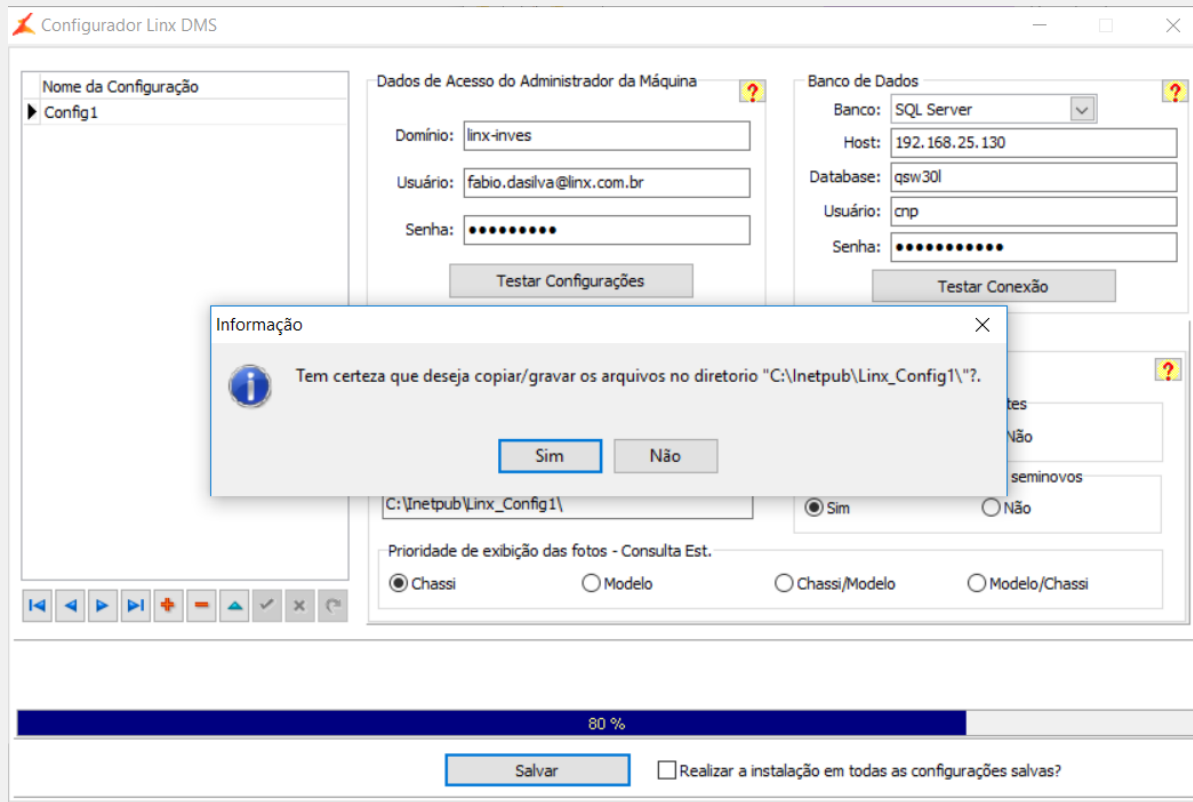 Configurador Linx DMS
Nome da Configuração
Config1
Dados de Acesso do Administrador da Máquina
?
Domínio: linx-inves
Usuário: fabio.dasilva@linx.com.br
Senha: •••••••••
Testar Configurações
Banco de Dados
?
Banco: SQL Server
Host: 192.168.25.130
Database: qsw30l
Usuário: cnp
Senha: •••••••••••
Testar Conexão
Informação
Tem certeza que deseja copiar/gravar os arquivos no diretorio "C:\Inetpub\Linx_Config1\"?.
Sim
Não
?
Não
seminovos
C:\Inetpub\Linx_Config1\
Sim
Não
Prioridade de exibição das fotos - Consulta Est.
Chassi
Modelo
Chassi/Modelo
Modelo/Chassi
80 %
Salvar
Realizar a instalação em todas as configurações salvas?